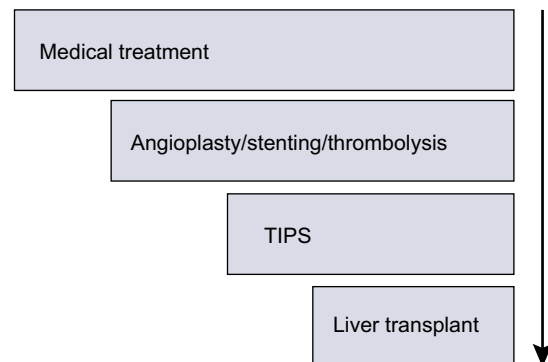 Medical treatment
Angioplasty/stenting/thrombolysis
TIPS
Liver transplant